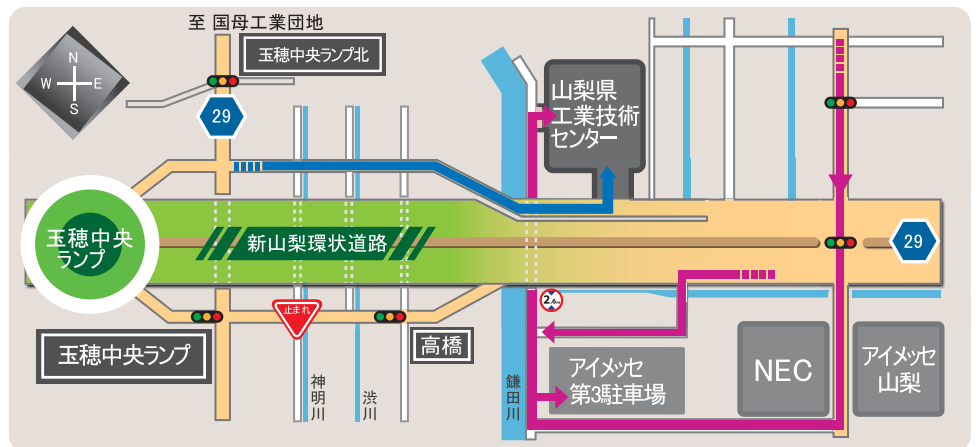 至 国母工業団地
玉穂中央ランプ北
N
W E
S
29
山梨県
工業技術
センター
玉穂中央
ランプ
新山梨環状道路
29
止まれ
2.6m
玉穂中央ランプ
高橋
神明川
渋川
鎌田川
アイメッセ
第3駐車場
NEC
アイメッセ
山梨